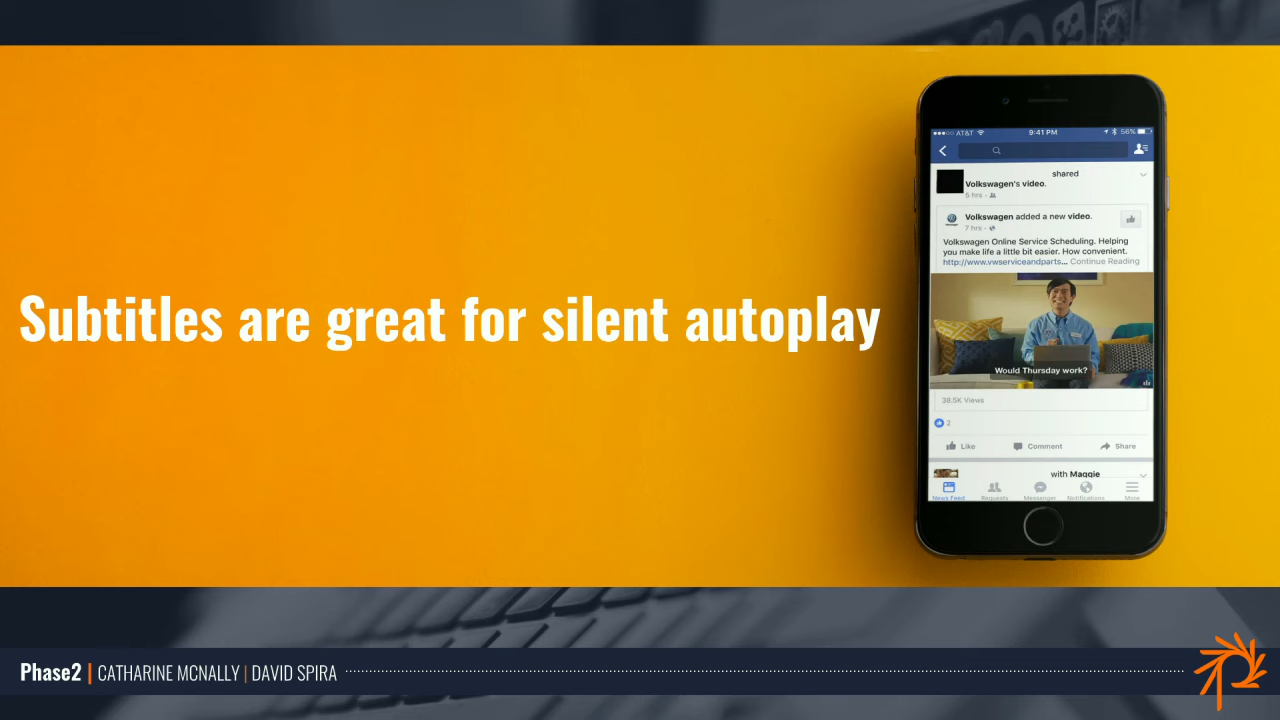 Subtitles are great for silent autoplay
AT&T 9:41 PM 56%
shared
Volkswagen's video.
5 hrs
Volkswagen added a new video.
7 hrs
Volkswagen Online Service Scheduling. Helping
you make life a little bit easier. How convenient.
http://www.vwserviceandparts... Continue Reading
Would Thursday work?
38.5K Views
2
Like Comment Share
with Maggie
News Feed Requests Messenger Notifications More
Phase2 | CATHARINE MCNALLY | DAVID SPIRA